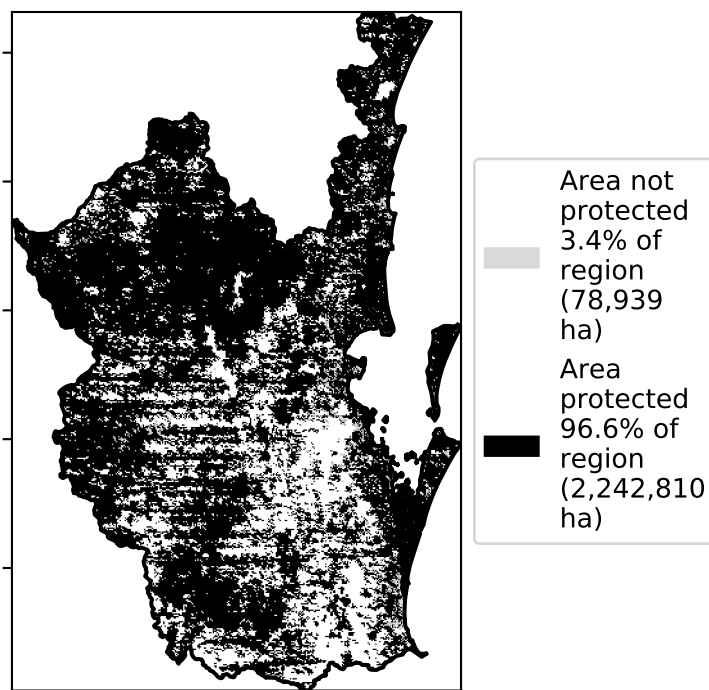 Area not
protected
3.4% of
region
(78,939
ha)
Area
protected
96.6% of
region
(2,242,810
ha)